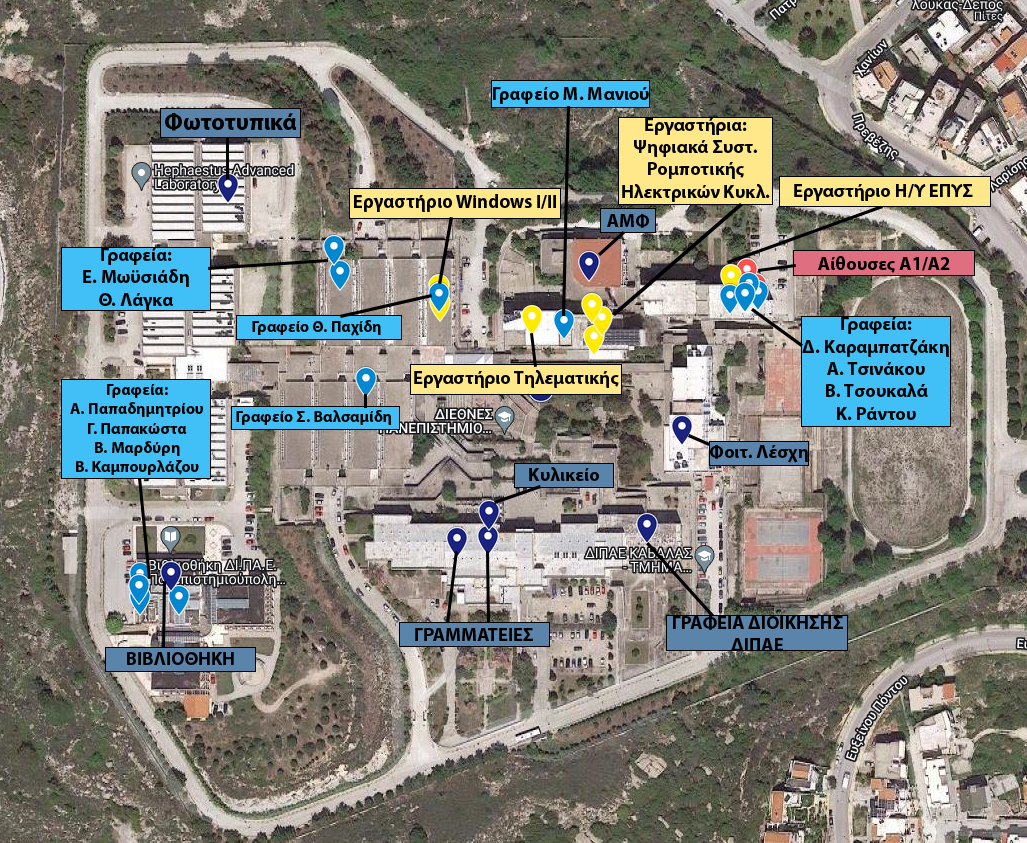 λουκας-Δεπος
Πίτες
Χανίων
Πρεβέζης
Λαρίσης
Γραφείο Μ. Μανιού
Φωτοτυπικά
Εργαστήρια:
Ψηφιακά Συστ.
Ρομποτικής
Ηλεκτρικών Κυκλ.
Hephaestus Advanced
Laboratory
Εργαστήριο Windows I/II
Εργαστήριο Η/Υ ΕΠΥΣ
ΑΜΦ
Γραφεία:
Ε. Μωϋσιάδη
Θ. Λάγκα
Αίθουσες Α1/Α2
Γραφείο Θ. Παχίδη
Γραφεία:
Δ. Καραμπατζάκη
Α. Τσινάκου
Β. Τσουκαλά
Κ. Ράντου
Εργαστήριο Τηλεματικής
Γραφεία:
Α. Παπαδημητρίου
Γ. Παπακώστα
Β. Μαρδύρη
Β. Καμπουρλάζου
Γραφείο Σ. Βαλσαμίδη
ΔΙΕΘΝΕΣ
ΠΑΝΕΠΙΣΤΗΜΙΟ...
Φοιτ. Λέσχη
Κυλικείο
ΔΙΠΑΕ ΚΑΒΑΛΑΣ
- ΤΜΗΜΑ...
Βιβλιοθήκη ΔΙ.ΠΑ.Ε.
Πανεπιστημιούπολη...
ΓΡΑΜΜΑΤΕΙΕΣ
ΓΡΑΦΕΙΑ ΔΙΟΙΚΗΣΗΣ
ΔΙΠΑΕ
ΒΙΒΛΙΟΘΗΚΗ
Ευξείνου Πόντου